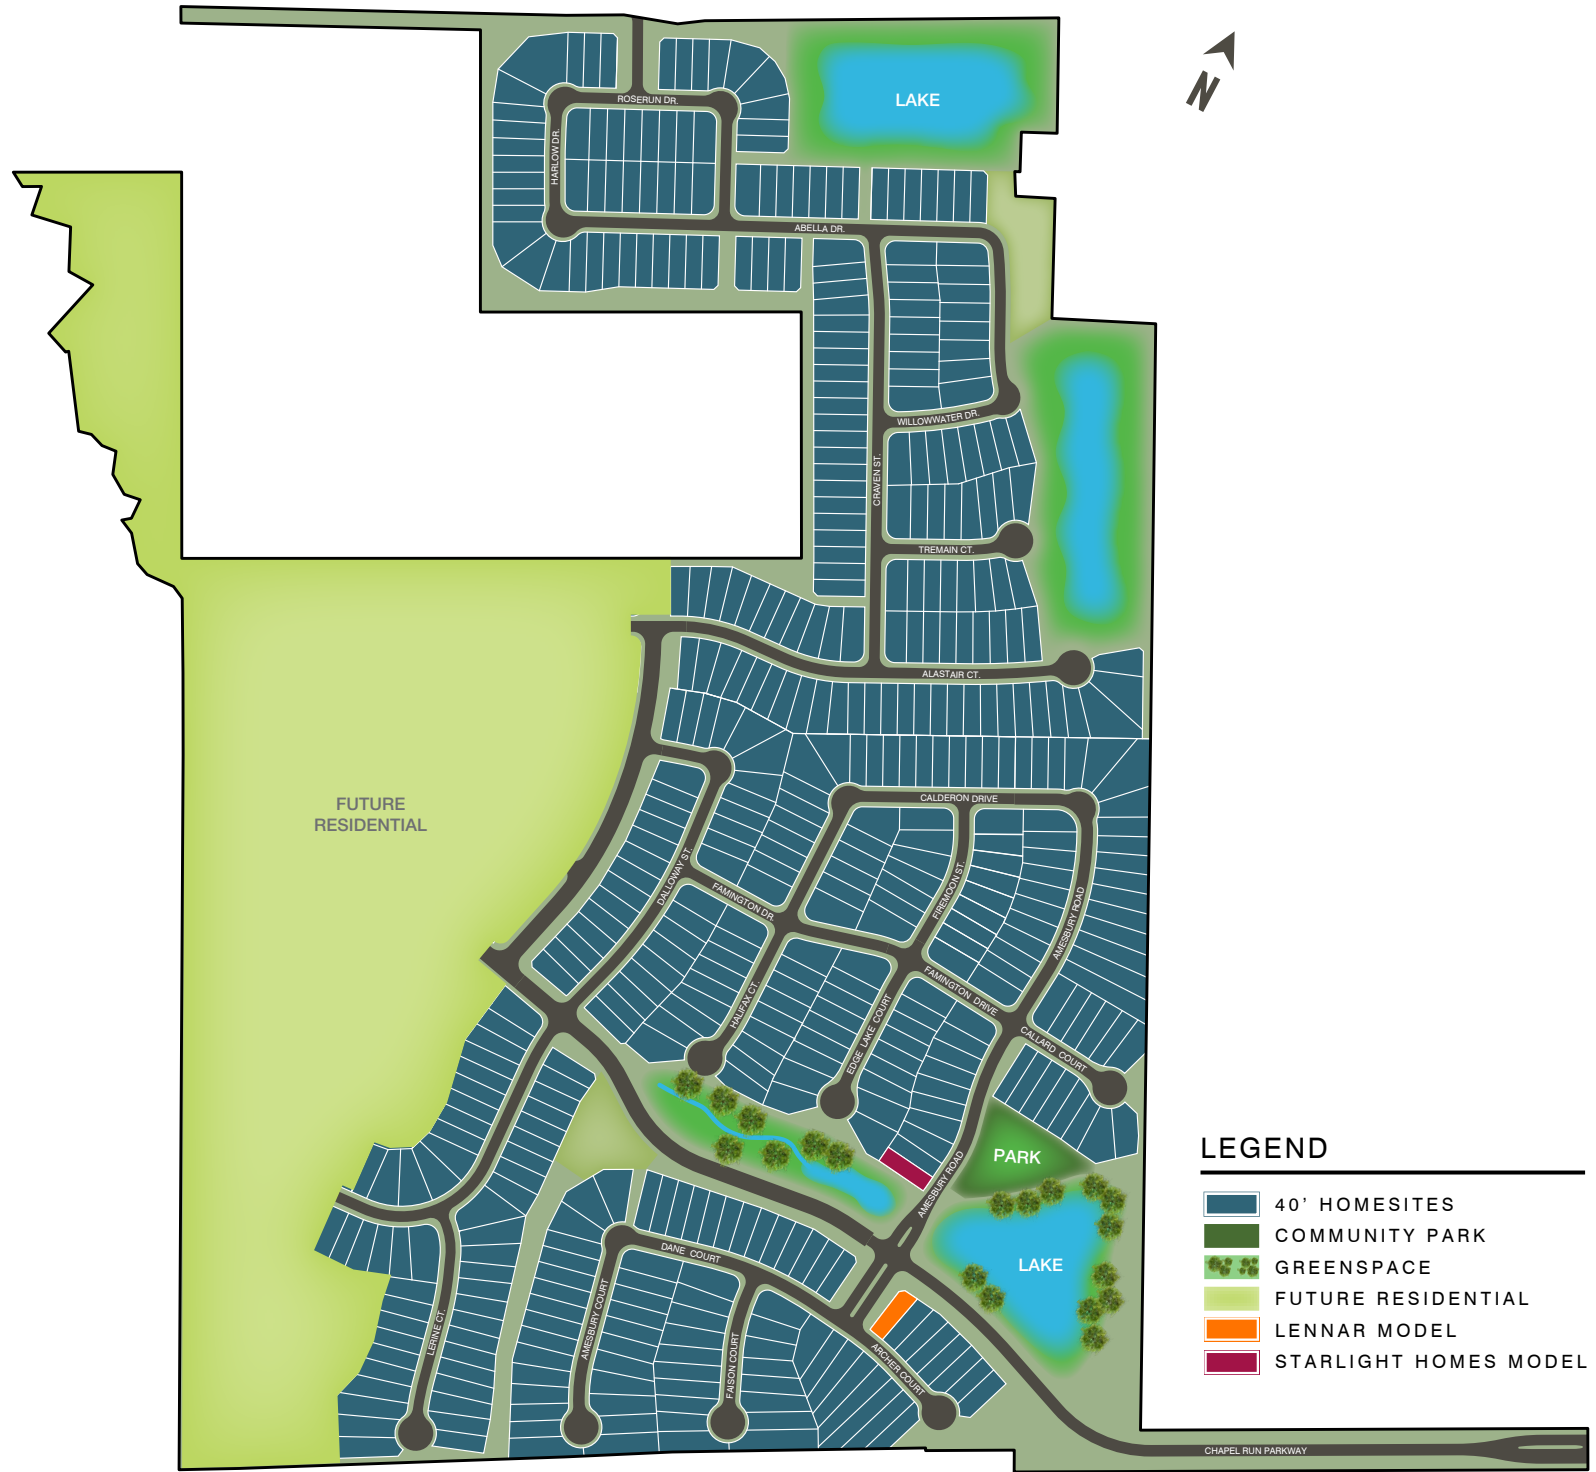 LAKE
N
ROSERUN DR.
HARLOW DR.
ABELLA DR.
WILLOWWATER DR.
CRAVEN ST.
TREMAIN CT.
ALASTAIR CT.
FUTURE
RESIDENTIAL
CALDERON DRIVE
DALLOWAY ST.
FAMINGTON DR.
FIREMOON ST.
AMESBURY ROAD
HALIFAX CT.
EDGE LAKE COURT
FAMINGTON DRIVE
CALLARD COURT
PARK
AMESBURY ROAD
LAKE
DANE COURT
AMESBURY COURT
FAISON COURT
LERINE CT.
ARCHER COURT
CHAPEL RUN PARKWAY
LEGEND
40’ HOMESITES
COMMUNITY PARK
GREENSPACE
FUTURE RESIDENTIAL
LENNAR MODEL
STARLIGHT HOMES MODEL